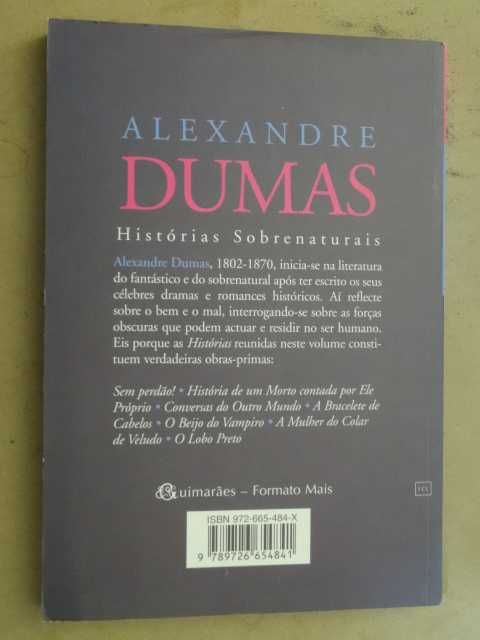 ALEXANDRE
DUMAS
Histórias Sobrenaturais
Alexandre Dumas, 1802-1870, inicia-se na literatura
do fantástico e do sobrenatural após ter escrito os seus
célebres dramas e romances históricos. Aí reflecte
sobre o bem e o mal, interrogando-se sobre as forças
obscuras que podem actuar e residir no ser humano.
Eis porque as Histórias reunidas neste volume consti-
tuem verdadeiras obras-primas:
Sem perdão! • História de um Morto contada por Ele
Próprio • Conversas do Outro Mundo • A Bracelete de
Cabelos • O Beijo do Vampiro • A Mulher do Colar
de Veludo • O Lobo Preto
Guimarães – Formato Mais
ISBN 972-665-484-X
9 789726 654841